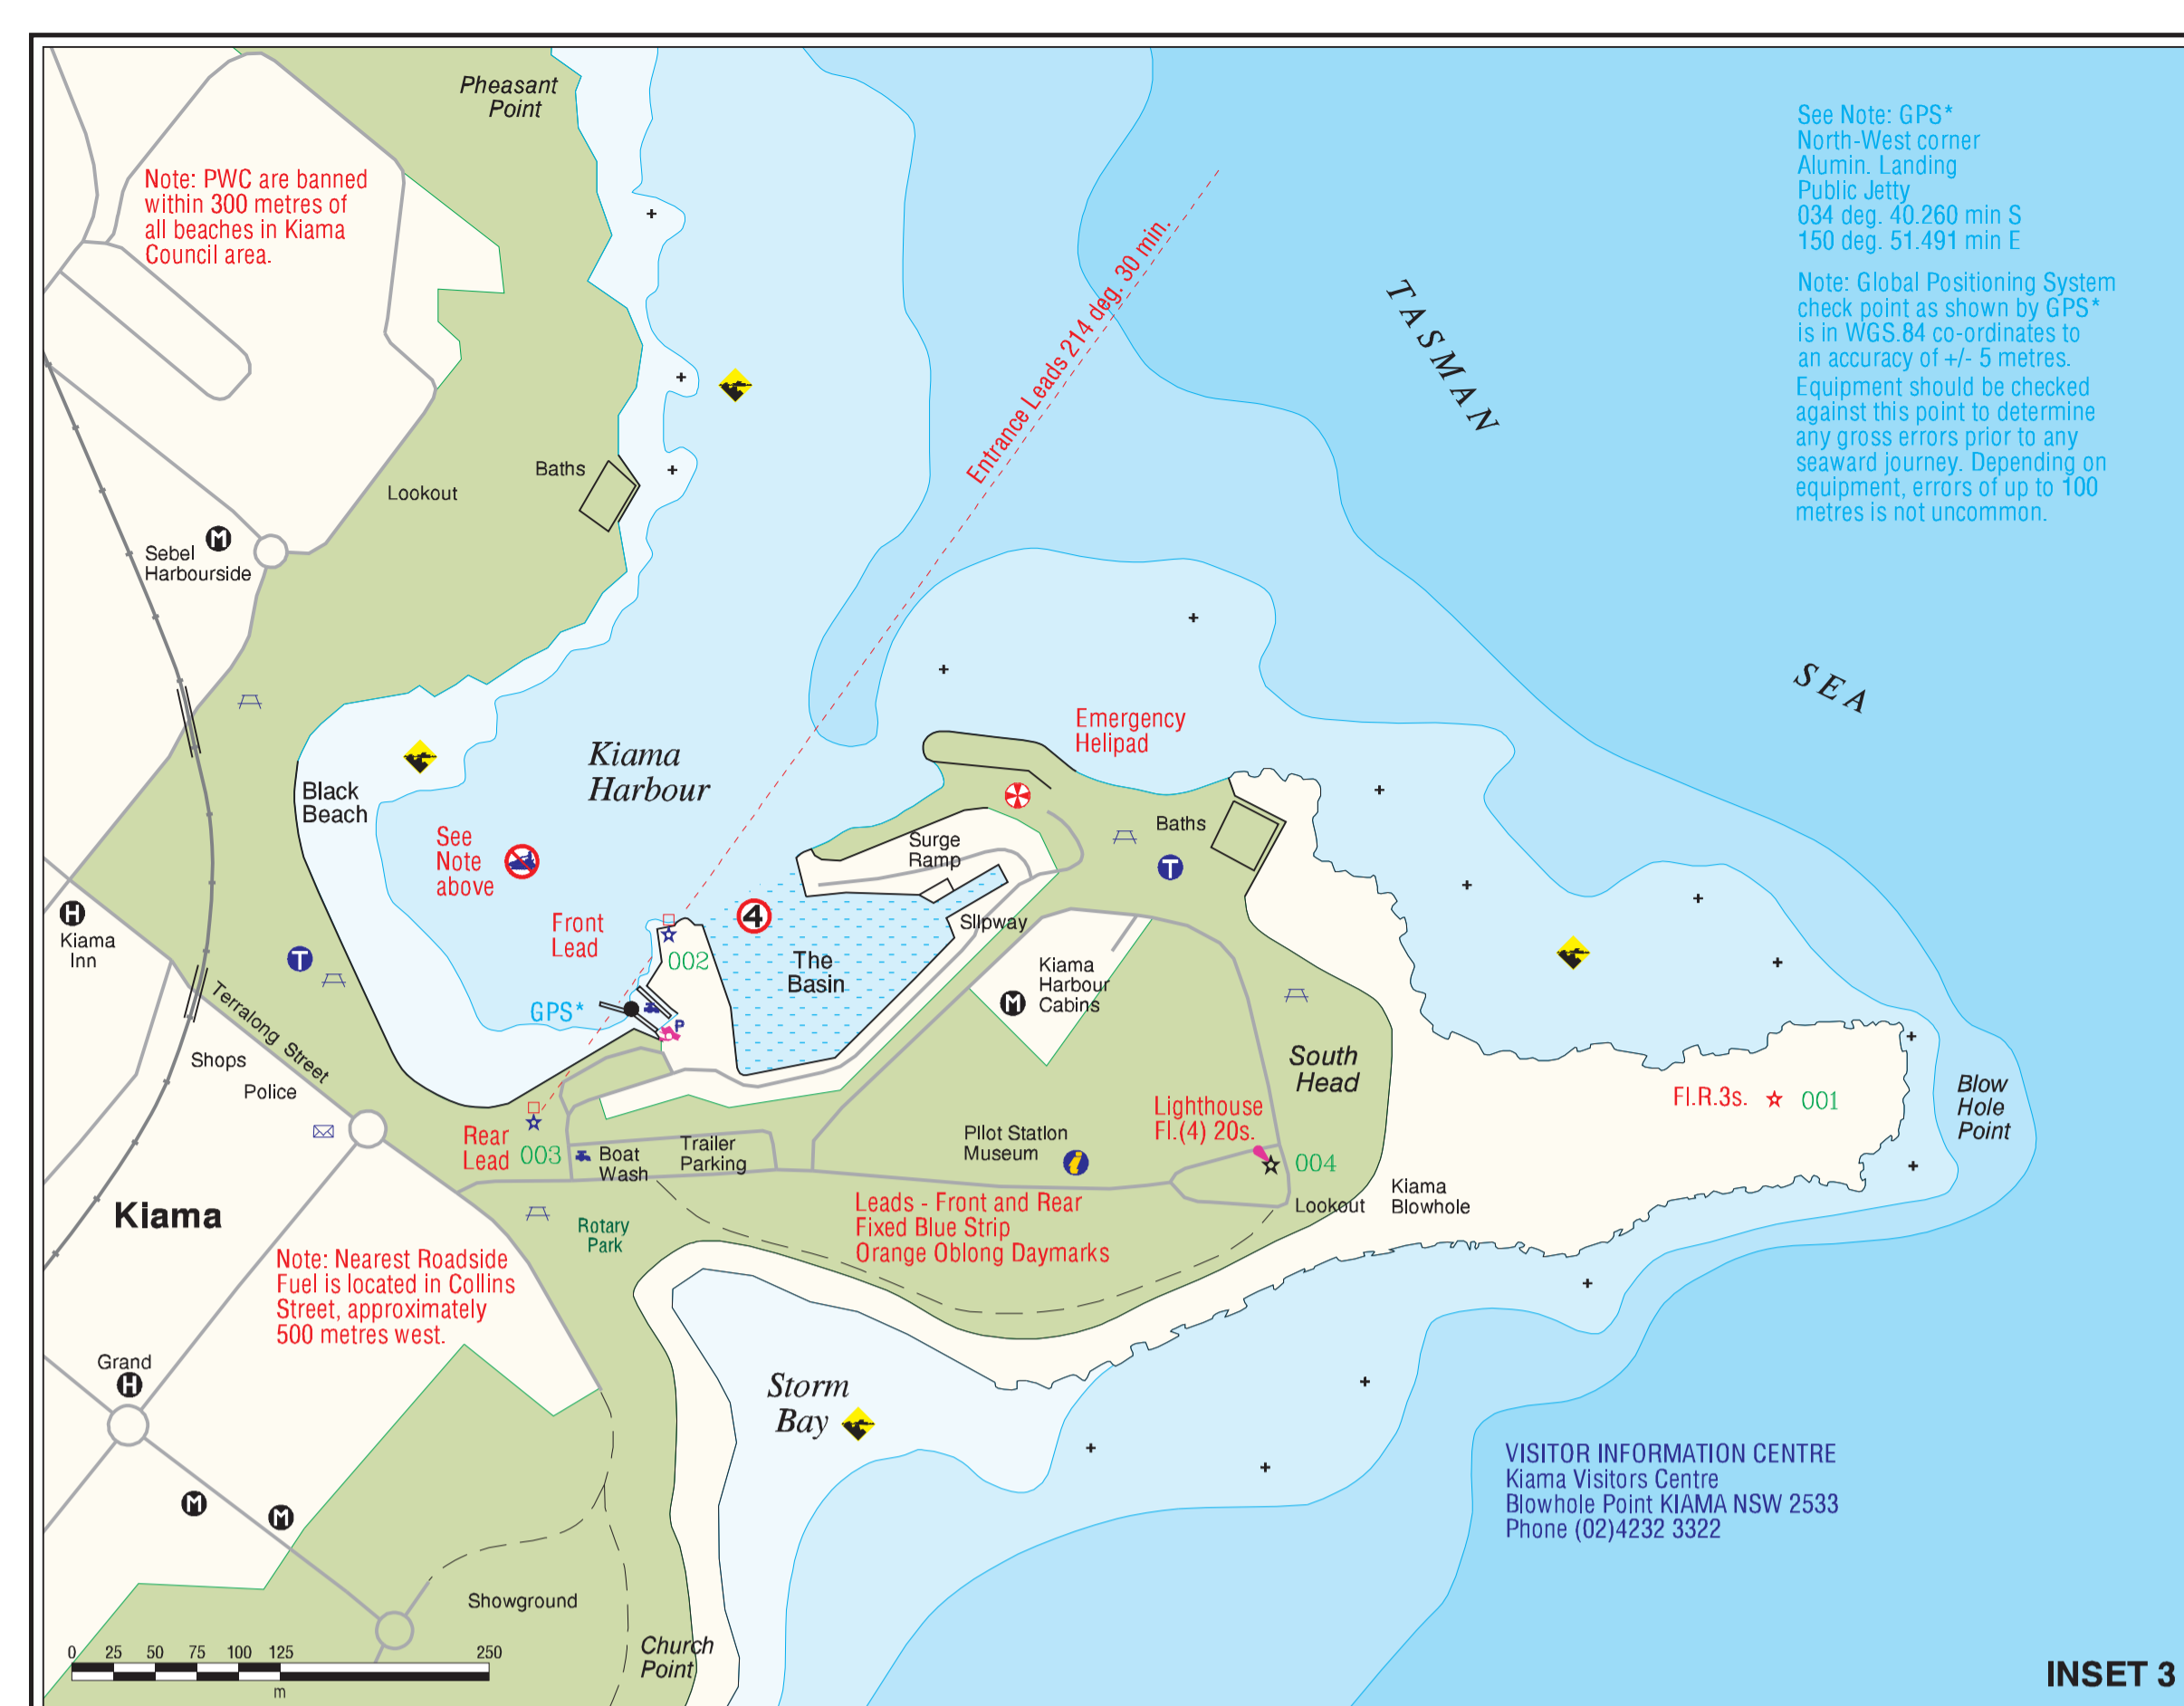 Pheasant
Point
See Note: GPS*
North-West corner
Alumin. Landing
Public Jetty
034 deg. 40.260 min S
150 deg. 51.491 min E
Note: PWC are banned
within 300 metres of
all beaches in Kiama
Council area.
Entrance Leads 214 deg. 30 min.
TASMAN
SEA
Note: Global Positioning System
check point as shown by GPS*
is in WGS.84 co-ordinates to
an accuracy of +/- 5 metres.
Equipment should be checked
against this point to determine
any gross errors prior to any
seaward journey. Depending on
equipment, errors of up to 100
metres is not uncommon.
Baths
Lookout
M
Sebel
Harbourside
Emergency
Helipad
Kiama
Harbour
Black
Beach
See
Note
above
Surge
Ramp
Baths
T
H
Kiama
Inn
T
Front
Lead
002
4
Slipway
The
Basin
Kiama
Harbour
Cabins
M
GPS*
P
Terralong Street
Shops
Police
South
Head
Fl.R.3s.
001
Blow
Hole
Point
Lighthouse
Fl.(4) 20s.
004
Rear
Lead
003
Boat
Wash
Trailer
Parking
Pilot Station
Museum
i
Lookout
Kiama
Blowhole
Kiama
Rotary
Park
Leads - Front and Rear
Fixed Blue Strip
Orange Oblong Daymarks
Note: Nearest Roadside
Fuel is located in Collins
Street, approximately
500 metres west.
Grand
H
Storm
Bay
M
M
VISITOR INFORMATION CENTRE
Kiama Visitors Centre
Blowhole Point KIAMA NSW 2533
Phone (02)4232 3322
Showground
Church
Point
0 25 50 75 100 125 250
m
INSET 3